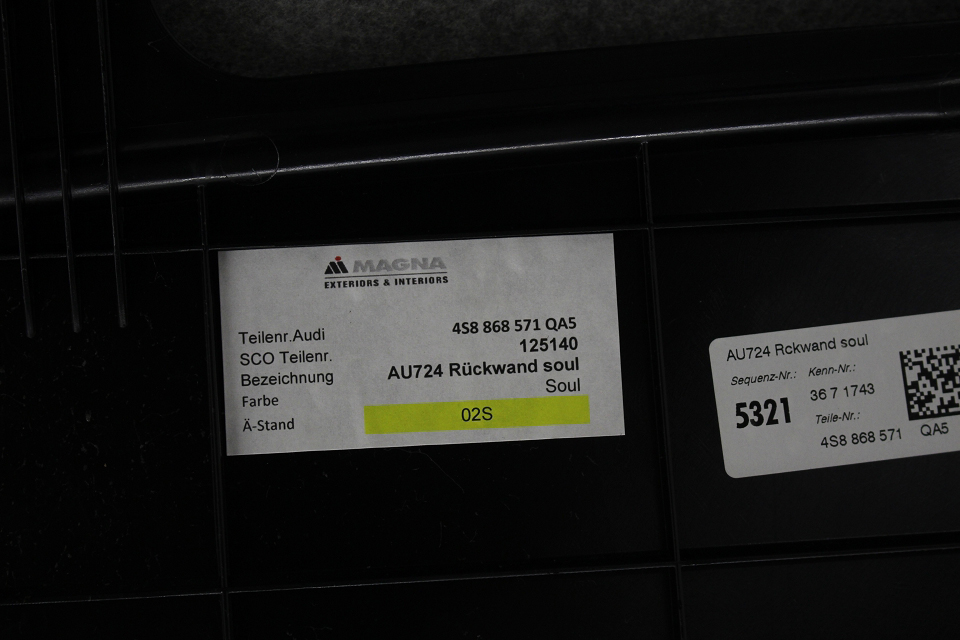 MAGNA
EXTERIORS & INTERIORS
Teilenr.Audi 4S8 868 571 QA5
SCO Teilenr. 125140
Bezeichnung AU724 Rückwand soul
Farbe Soul
Ä-Stand 02S
AU724 Rckwand soul
Sequenz-Nr.: Kenn-Nr.:
5321 36 7 1743
Teile-Nr.:
4S8 868 571 QA5